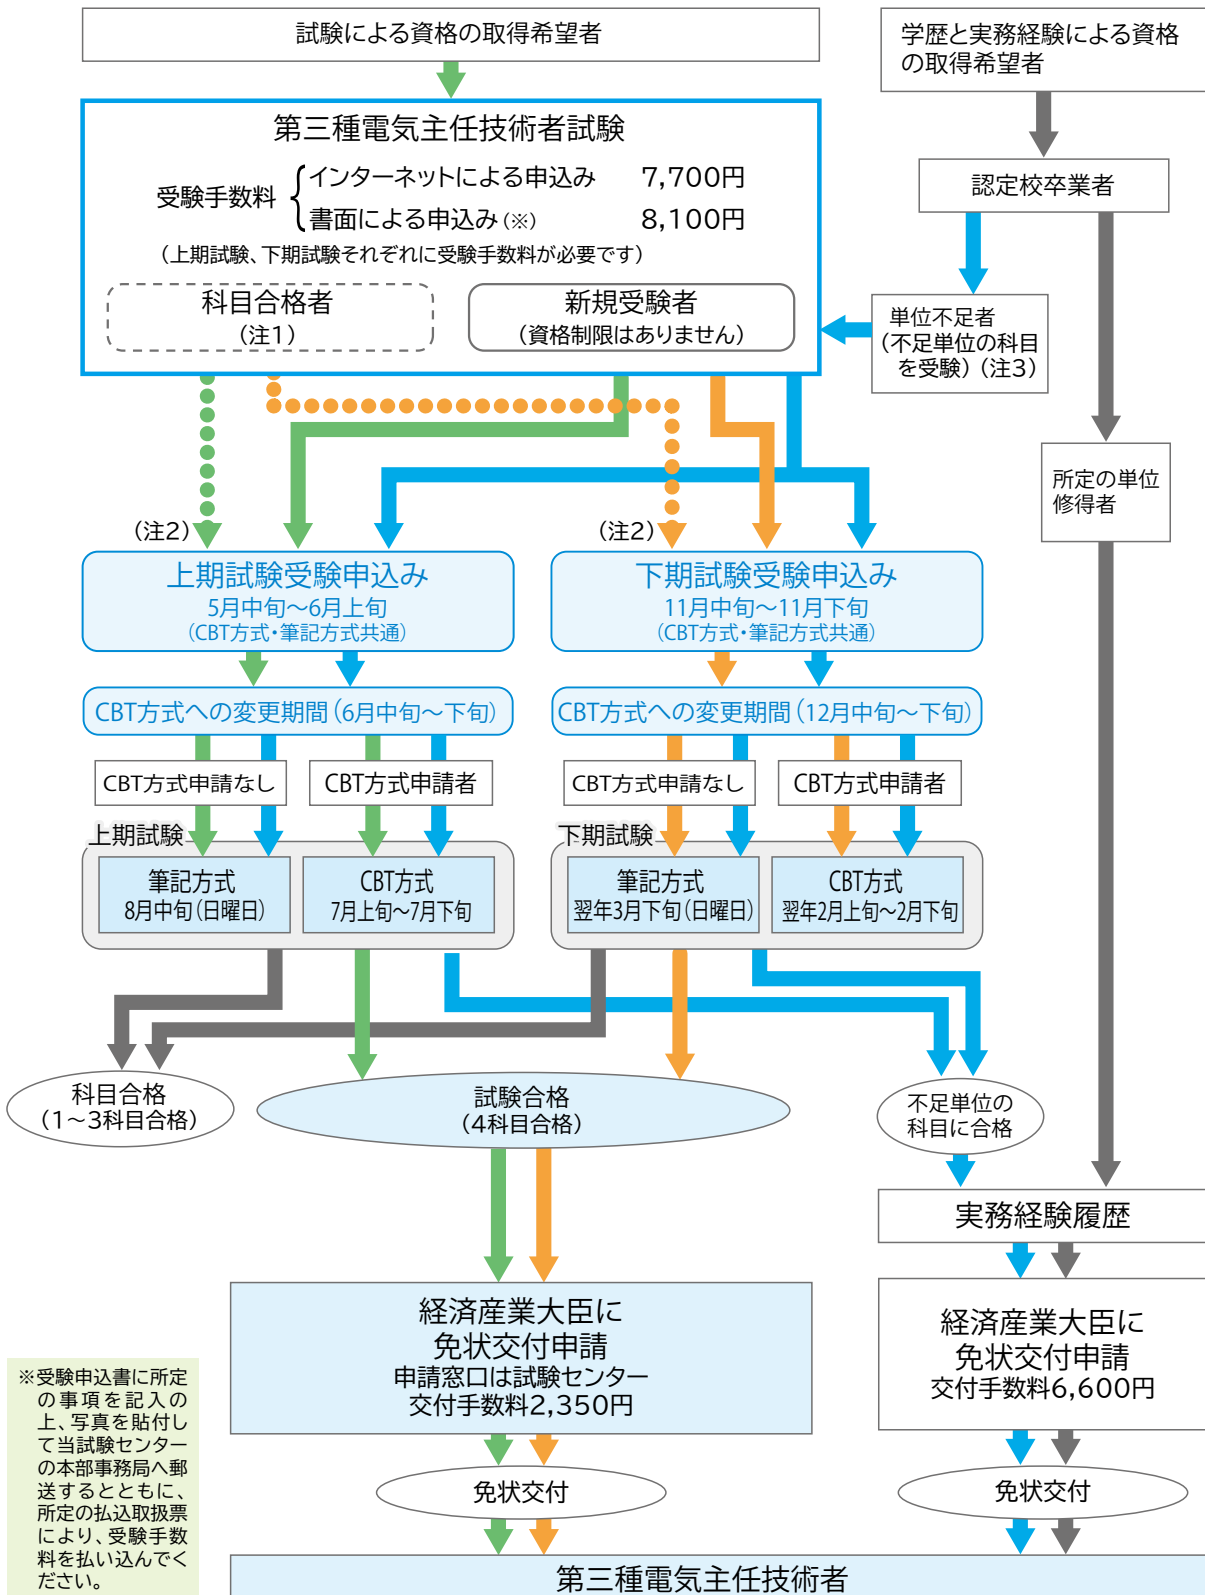 試験による資格の取得希望者
学歴と実務経験による資格
の取得希望者
第三種電気主任技術者試験
受験手数料
インターネットによる申込み 7,700円
書面による申込み(※) 8,100円
(上期試験、下期試験それぞれに受験手数料が必要です)
科目合格者
(注1)
新規受験者
(資格制限はありません)
認定校卒業者
単位不足者
(不足単位の科目
を受験)(注3)
所定の単位
修得者
(注2)
(注2)
上期試験受験申込み
5月中旬~6月上旬
(CBT方式・筆記方式共通)
下期試験受験申込み
11月中旬~11月下旬
(CBT方式・筆記方式共通)
CBT方式への変更期間(6月中旬~下旬)
CBT方式への変更期間(12月中旬~下旬)
CBT方式申請なし
CBT方式申請者
CBT方式申請なし
CBT方式申請者
上期試験
下期試験
筆記方式
8月中旬(日曜日)
CBT方式
7月上旬~7月下旬
筆記方式
翌年3月下旬(日曜日)
CBT方式
翌年2月上旬~2月下旬
科目合格
(1~3科目合格)
試験合格
(4科目合格)
不足単位の
科目に合格
実務経験履歴
経済産業大臣に
免状交付申請
申請窓口は試験センター
交付手数料2,350円
経済産業大臣に
免状交付申請
交付手数料6,600円
※受験申込書に所定
の事項を記入の
上、写真を貼付し
て当試験センター
の本部事務局へ郵
送するとともに、
所定の払込取扱票
により、受験手数
料を払い込んでく
ださい。
免状交付
免状交付
第三種電気主任技術者